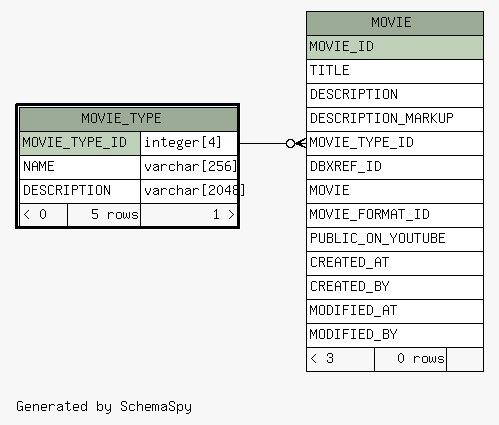 MOVIE_TYPE
MOVIE_TYPE_ID integer[4]
NAME varchar[256]
DESCRIPTION varchar[2048]
< 0 5 rows 1 >
MOVIE
MOVIE_ID
TITLE
DESCRIPTION
DESCRIPTION_MARKUP
MOVIE_TYPE_ID
DBXREF_ID
MOVIE
MOVIE_FORMAT_ID
PUBLIC_ON_YOUTUBE
CREATED_AT
CREATED_BY
MODIFIED_AT
MODIFIED_BY
< 3 0 rows
Generated by SchemaSpy